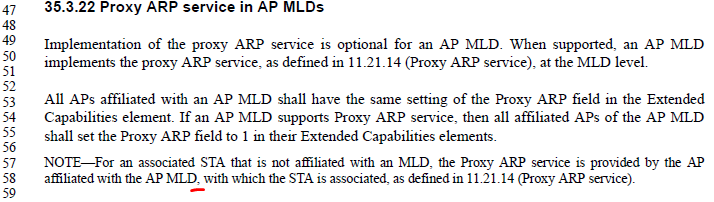 47 35.3.22 Proxy ARP service in AP MLDs
48
49 Implementation of the proxy ARP service is optional for an AP MLD. When supported, an AP MLD
50 implements the proxy ARP service, as defined in 11.21.14 (Proxy ARP service), at the MLD level.
51
52
53 All APs affiliated with an AP MLD shall have the same setting of the Proxy ARP field in the Extended
54 Capabilities element. If an AP MLD supports Proxy ARP service, then all affiliated APs of the AP MLD
55 shall set the Proxy ARP field to 1 in their Extended Capabilities elements.
56
57 NOTE—For an associated STA that is not affiliated with an MLD, the Proxy ARP service is provided by the AP
58 affiliated with the AP MLD, with which the STA is associated, as defined in 11.21.14 (Proxy ARP service).
59